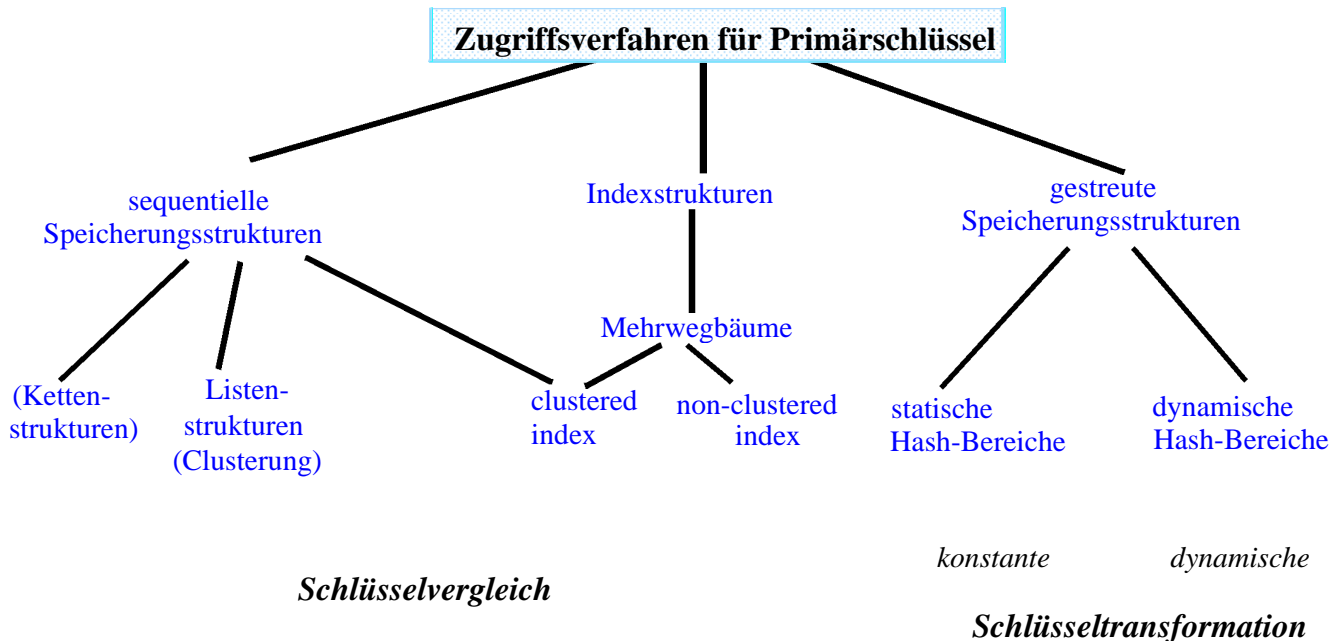 Zugriffsverfahren für Primärschlüssel
sequentielle
Speicherungsstrukturen
Indexstrukturen
gestreute
Speicherungsstrukturen
Mehrwegbäume
(Ketten-
strukturen)
Listen-
strukturen
(Clusterung)
clustered
index
non-clustered
index
statische
Hash-Bereiche
dynamische
Hash-Bereiche
konstante
dynamische
Schlüsselvergleich
Schlüsseltransformation